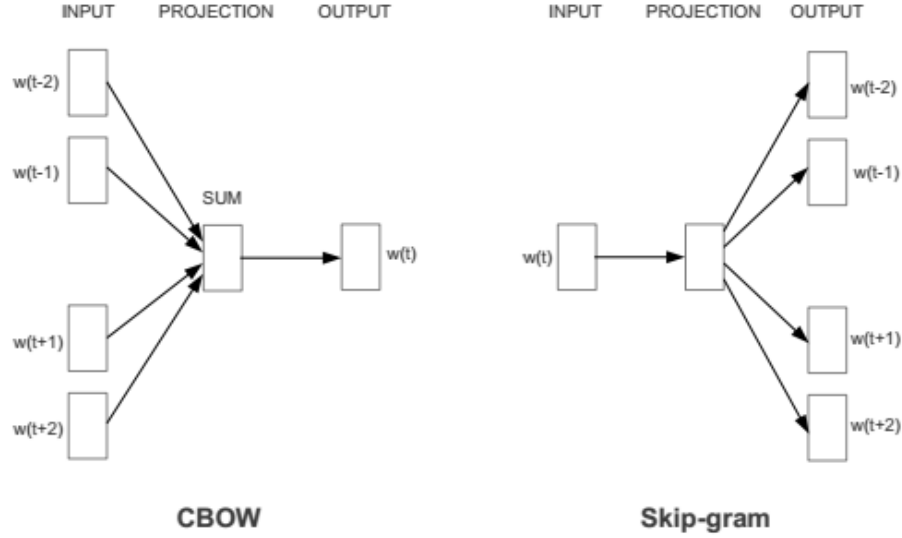 INPUT PROJECTION OUTPUT
w(t-2)
w(t-1)
SUM
w(t)
w(t+1)
w(t+2)
CBOW
INPUT PROJECTION OUTPUT
w(t-2)
w(t-1)
w(t)
w(t+1)
w(t+2)
Skip-gram